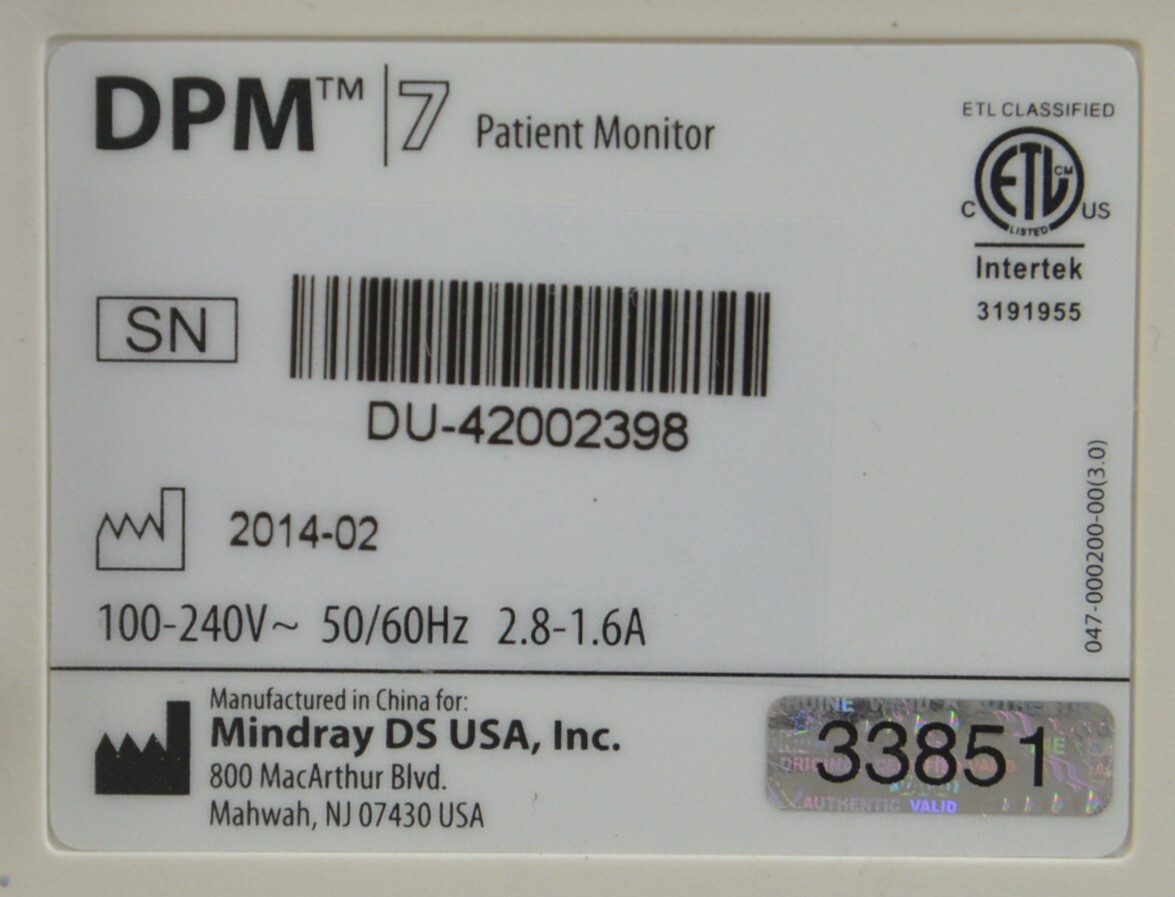 DPM™ 7 Patient Monitor
ETL CLASSIFIED
ETL CM
C US
LISTED
Intertek
3191955
SN
DU-42002398
2014-02
100-240V~ 50/60Hz 2.8-1.6A
047-000200-00(3.0)
Manufactured in China for:
Mindray DS USA, Inc.
800 MacArthur Blvd.
Mahwah, NJ 07430 USA
33851
AUTHENTIC VALID